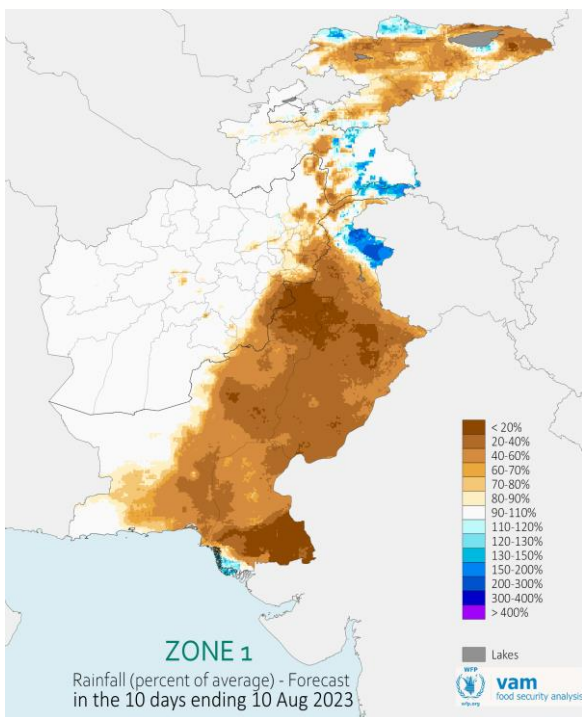 < 20%
20-40%
40-60%
60-70%
70-80%
80-90%
90-110%
110-120%
120-130%
130-150%
150-200%
200-300%
300-400%
> 400%
Lakes
ZONE 1
Rainfall (percent of average) - Forecast
in the 10 days ending 10 Aug 2023
WFP
wfp.org
vam
food security analysis